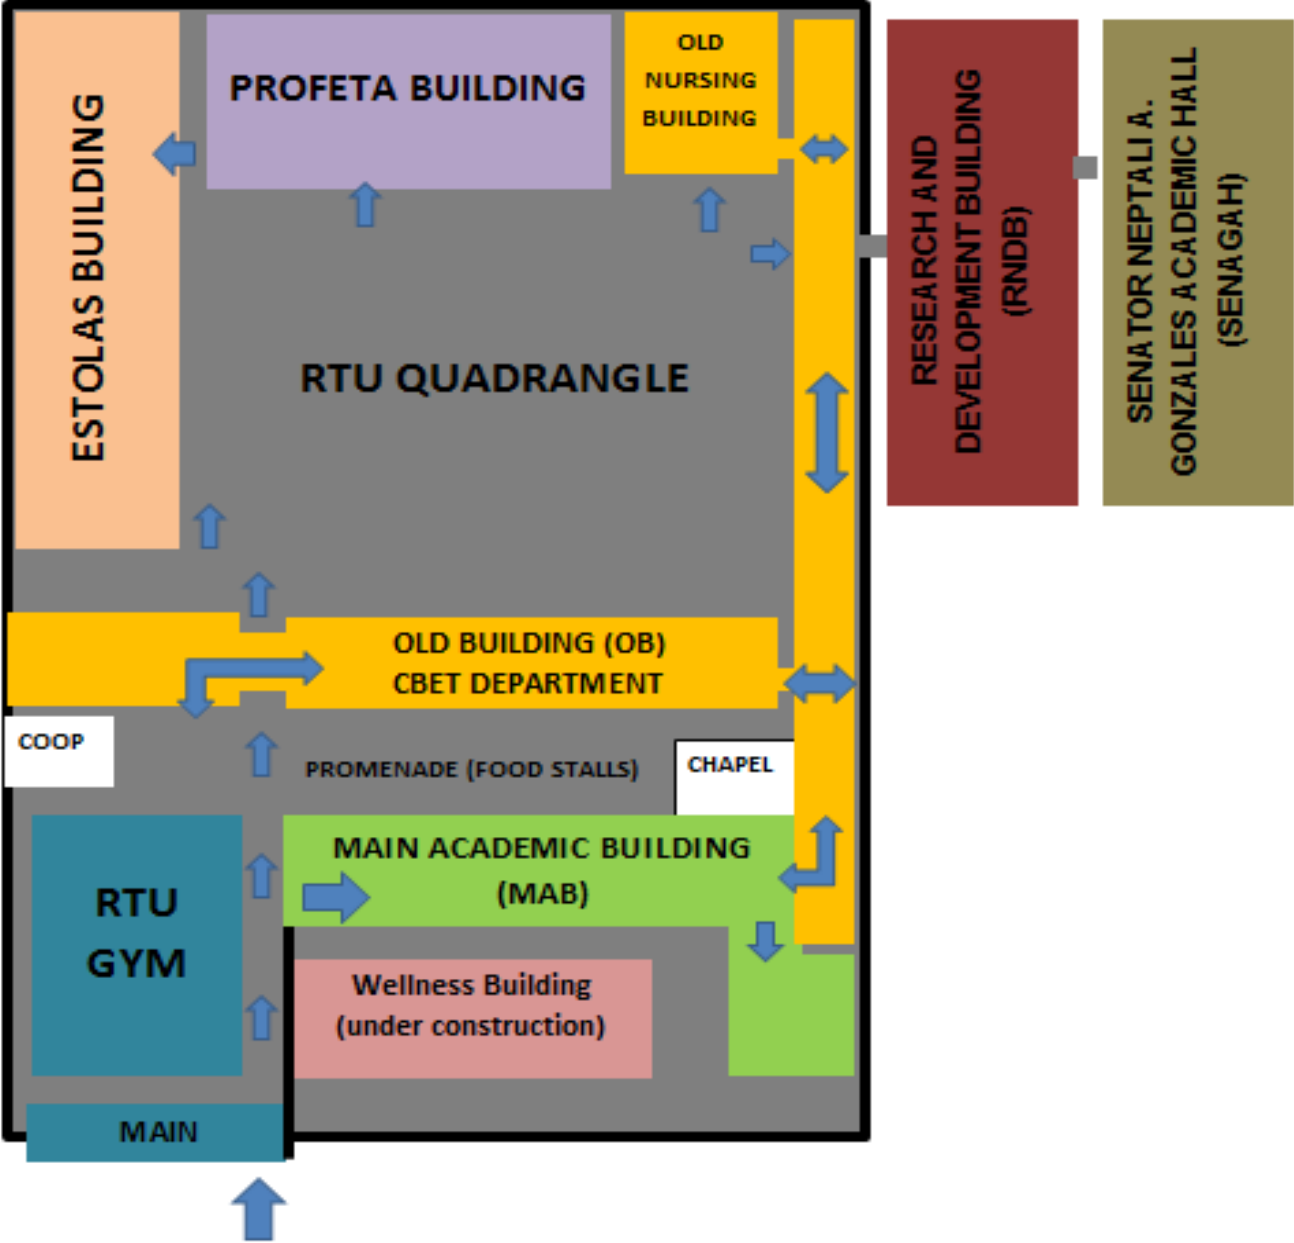 ESTOLAS BUILDING
PROFETA BUILDING
OLD
NURSING
BUILDING
RESEARCH AND
DEVELOPMENT BUILDING
(RNDB)
SENATOR NEPTALI A.
GONZALES ACADEMIC HALL
(SENAGAH)
RTU QUADRANGLE
OLD BUILDING (OB)
CBET DEPARTMENT
COOP
PROMENADE (FOOD STALLS)
CHAPEL
RTU
GYM
MAIN ACADEMIC BUILDING
(MAB)
Wellness Building
(under construction)
MAIN